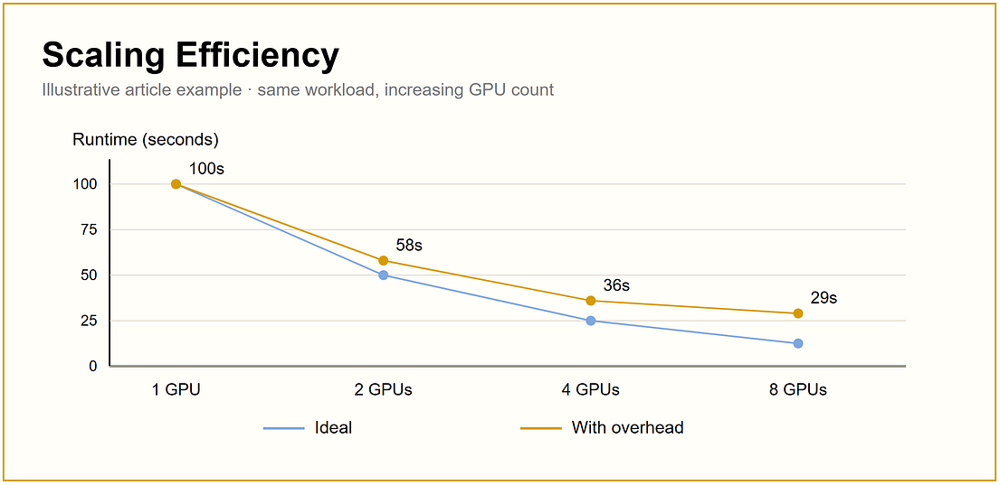 Scaling Efficiency
Illustrative article example · same workload, increasing GPU count
Runtime (seconds)
100s
100
75
58s
50
36s
29s
25
0
1 GPU 2 GPUs 4 GPUs 8 GPUs
Ideal With overhead